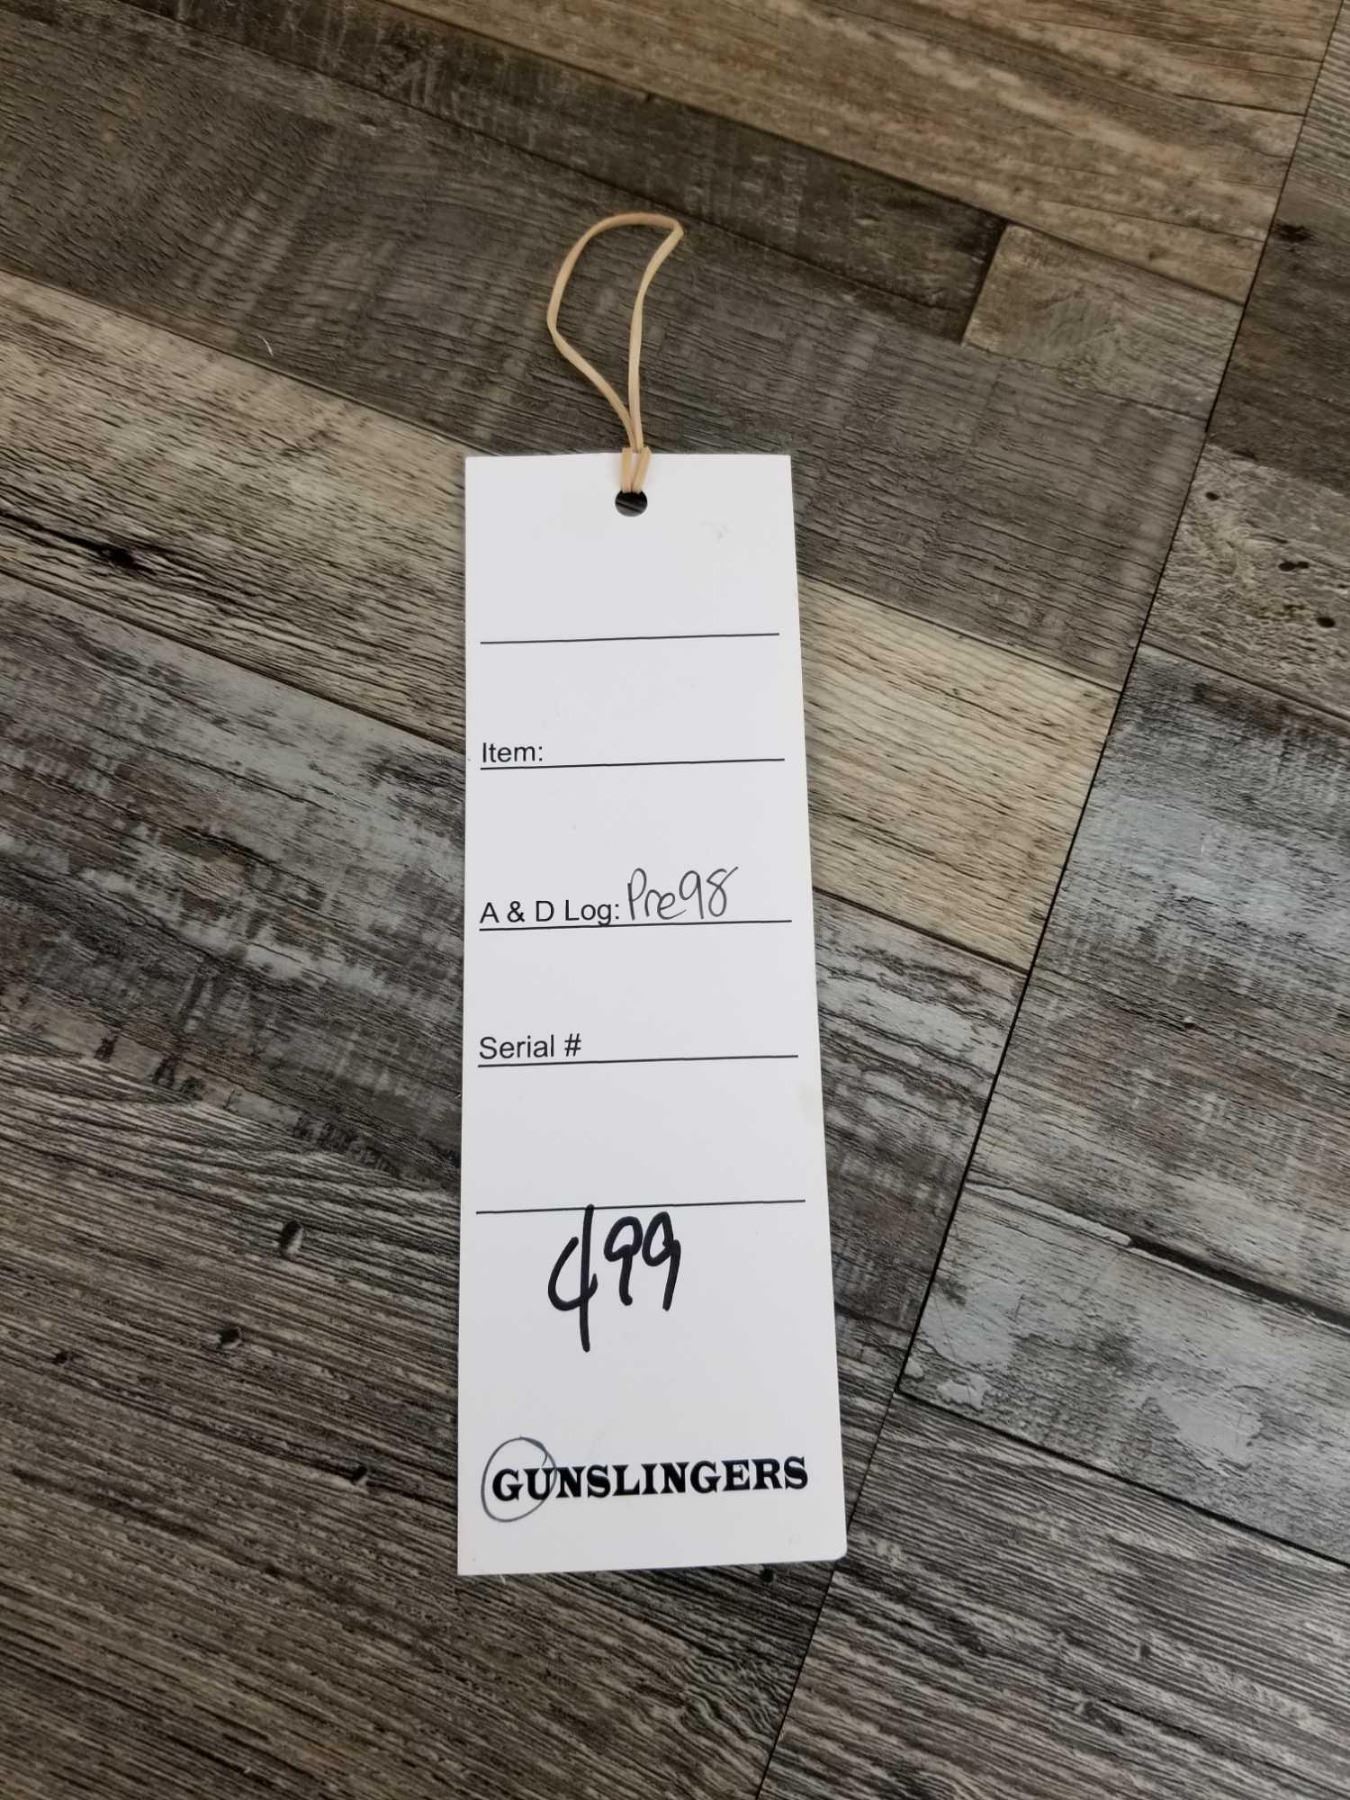 Item:
A & D Log: Pre98
Serial #
499
GUNSLINGERS